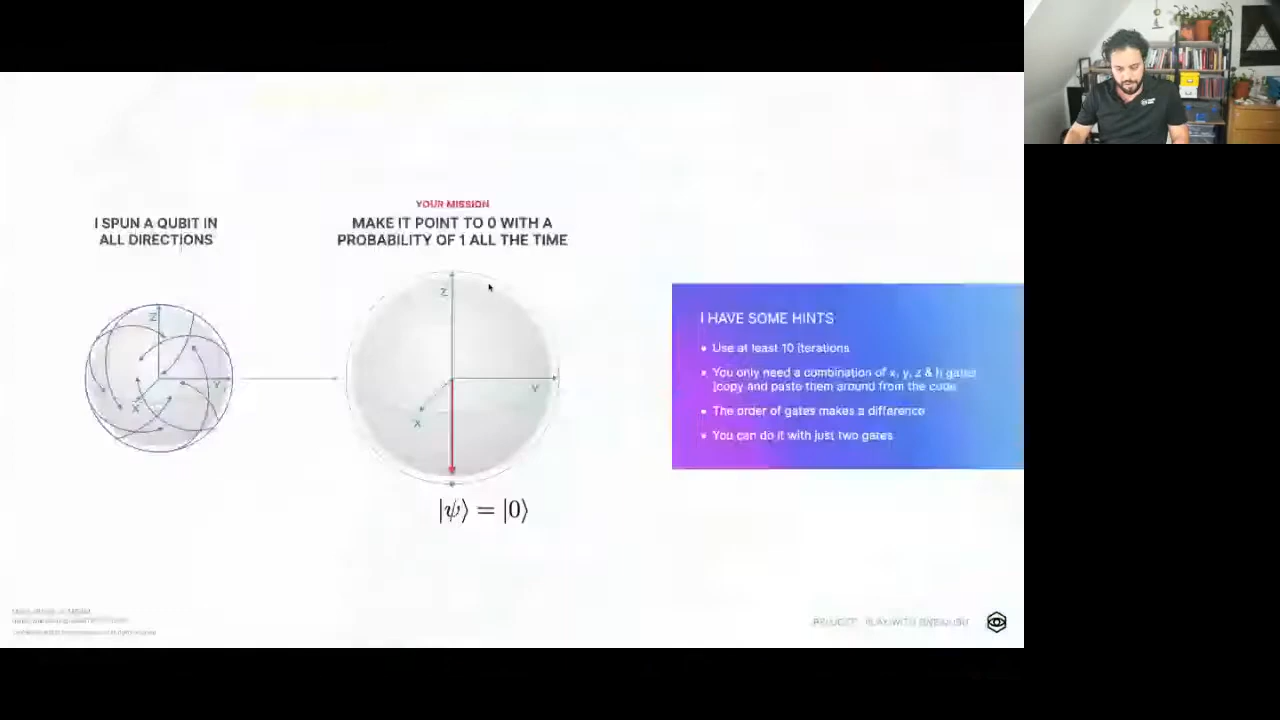 I SPUN A QUBIT IN
ALL DIRECTIONS
Z
Y
X
YOUR MISSION
MAKE IT POINT TO 0 WITH A
PROBABILITY OF 1 ALL THE TIME
Z
Y
X
|ψ⟩ = |0⟩
I HAVE SOME HINTS
• Use at least 10 iterations
• You only need a combination of x, y, z & h gates
(copy and paste them around from the code
• The order of gates makes a difference
• You can do it with just two gates